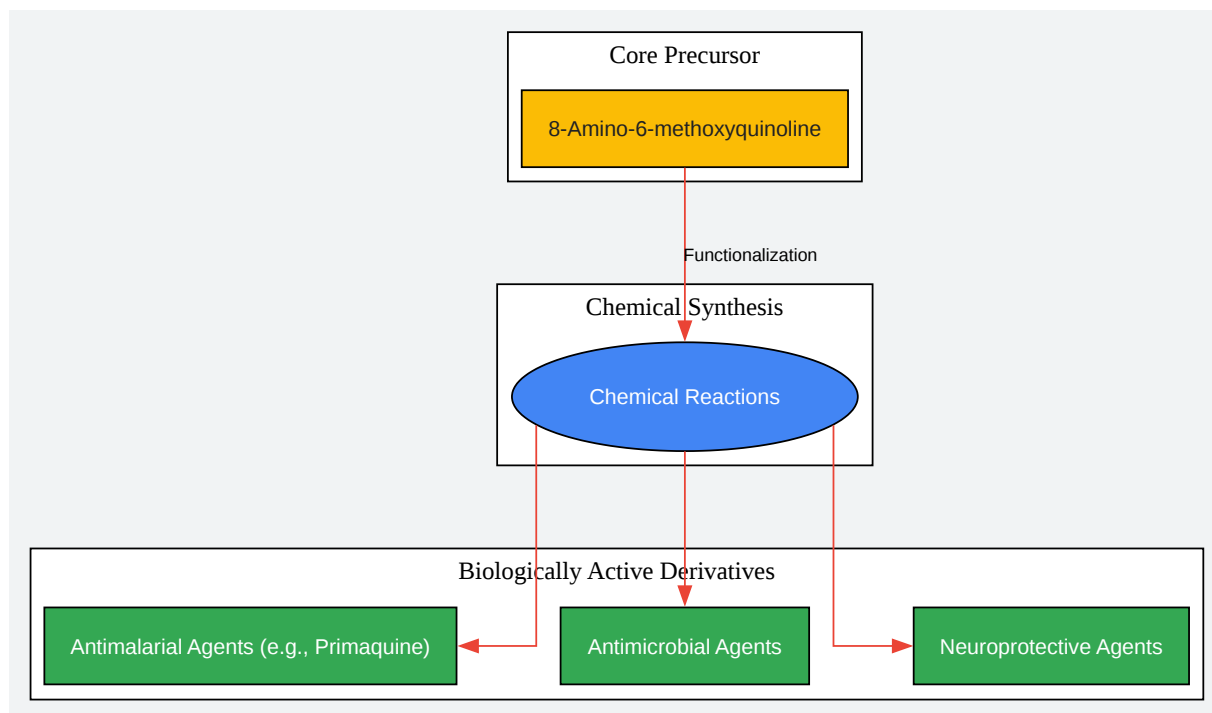 Core Precursor
8-Amino-6-methoxyquinoline
Functionalization
Chemical Synthesis
Chemical Reactions
Biologically Active Derivatives
Antimalarial Agents (e.g., Primaquine)
Antimicrobial Agents
Neuroprotective Agents